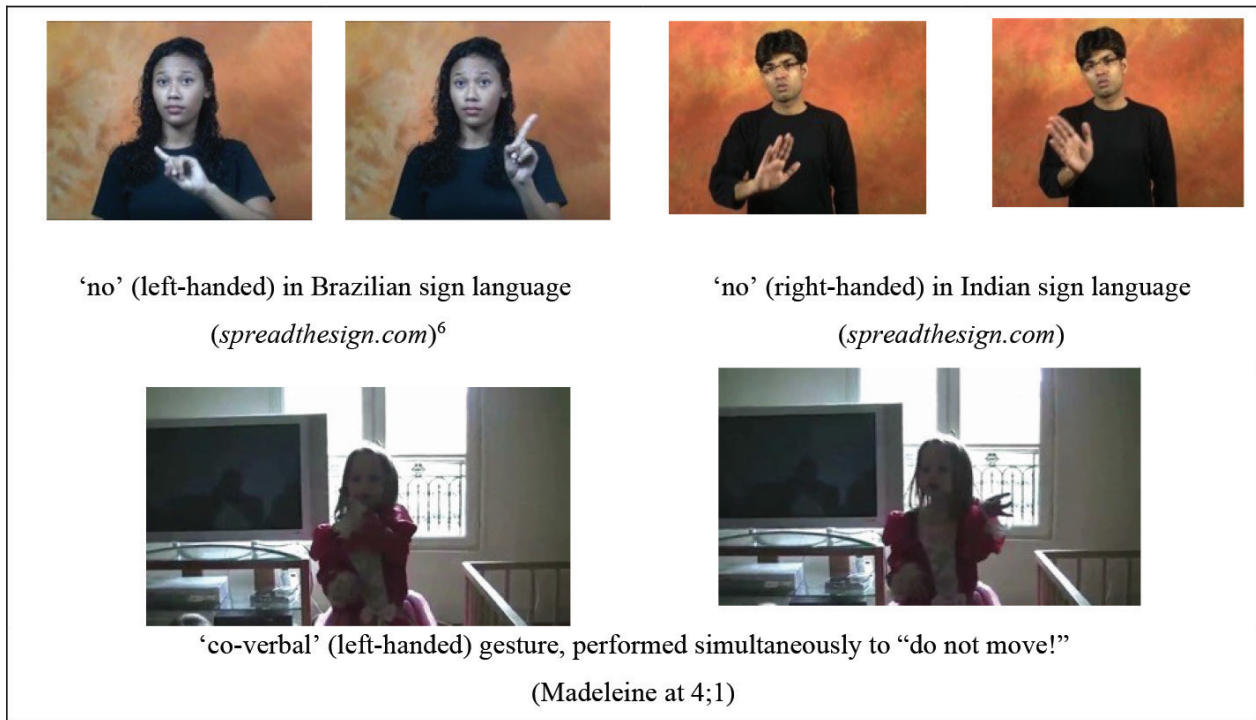 ‘no’ (left-handed) in Brazilian sign language
(spreadthesign.com)⁶
‘no’ (right-handed) in Indian sign language
(spreadthesign.com)
‘co-verbal’ (left-handed) gesture, performed simultaneously to “do not move!”
(Madeleine at 4;1)